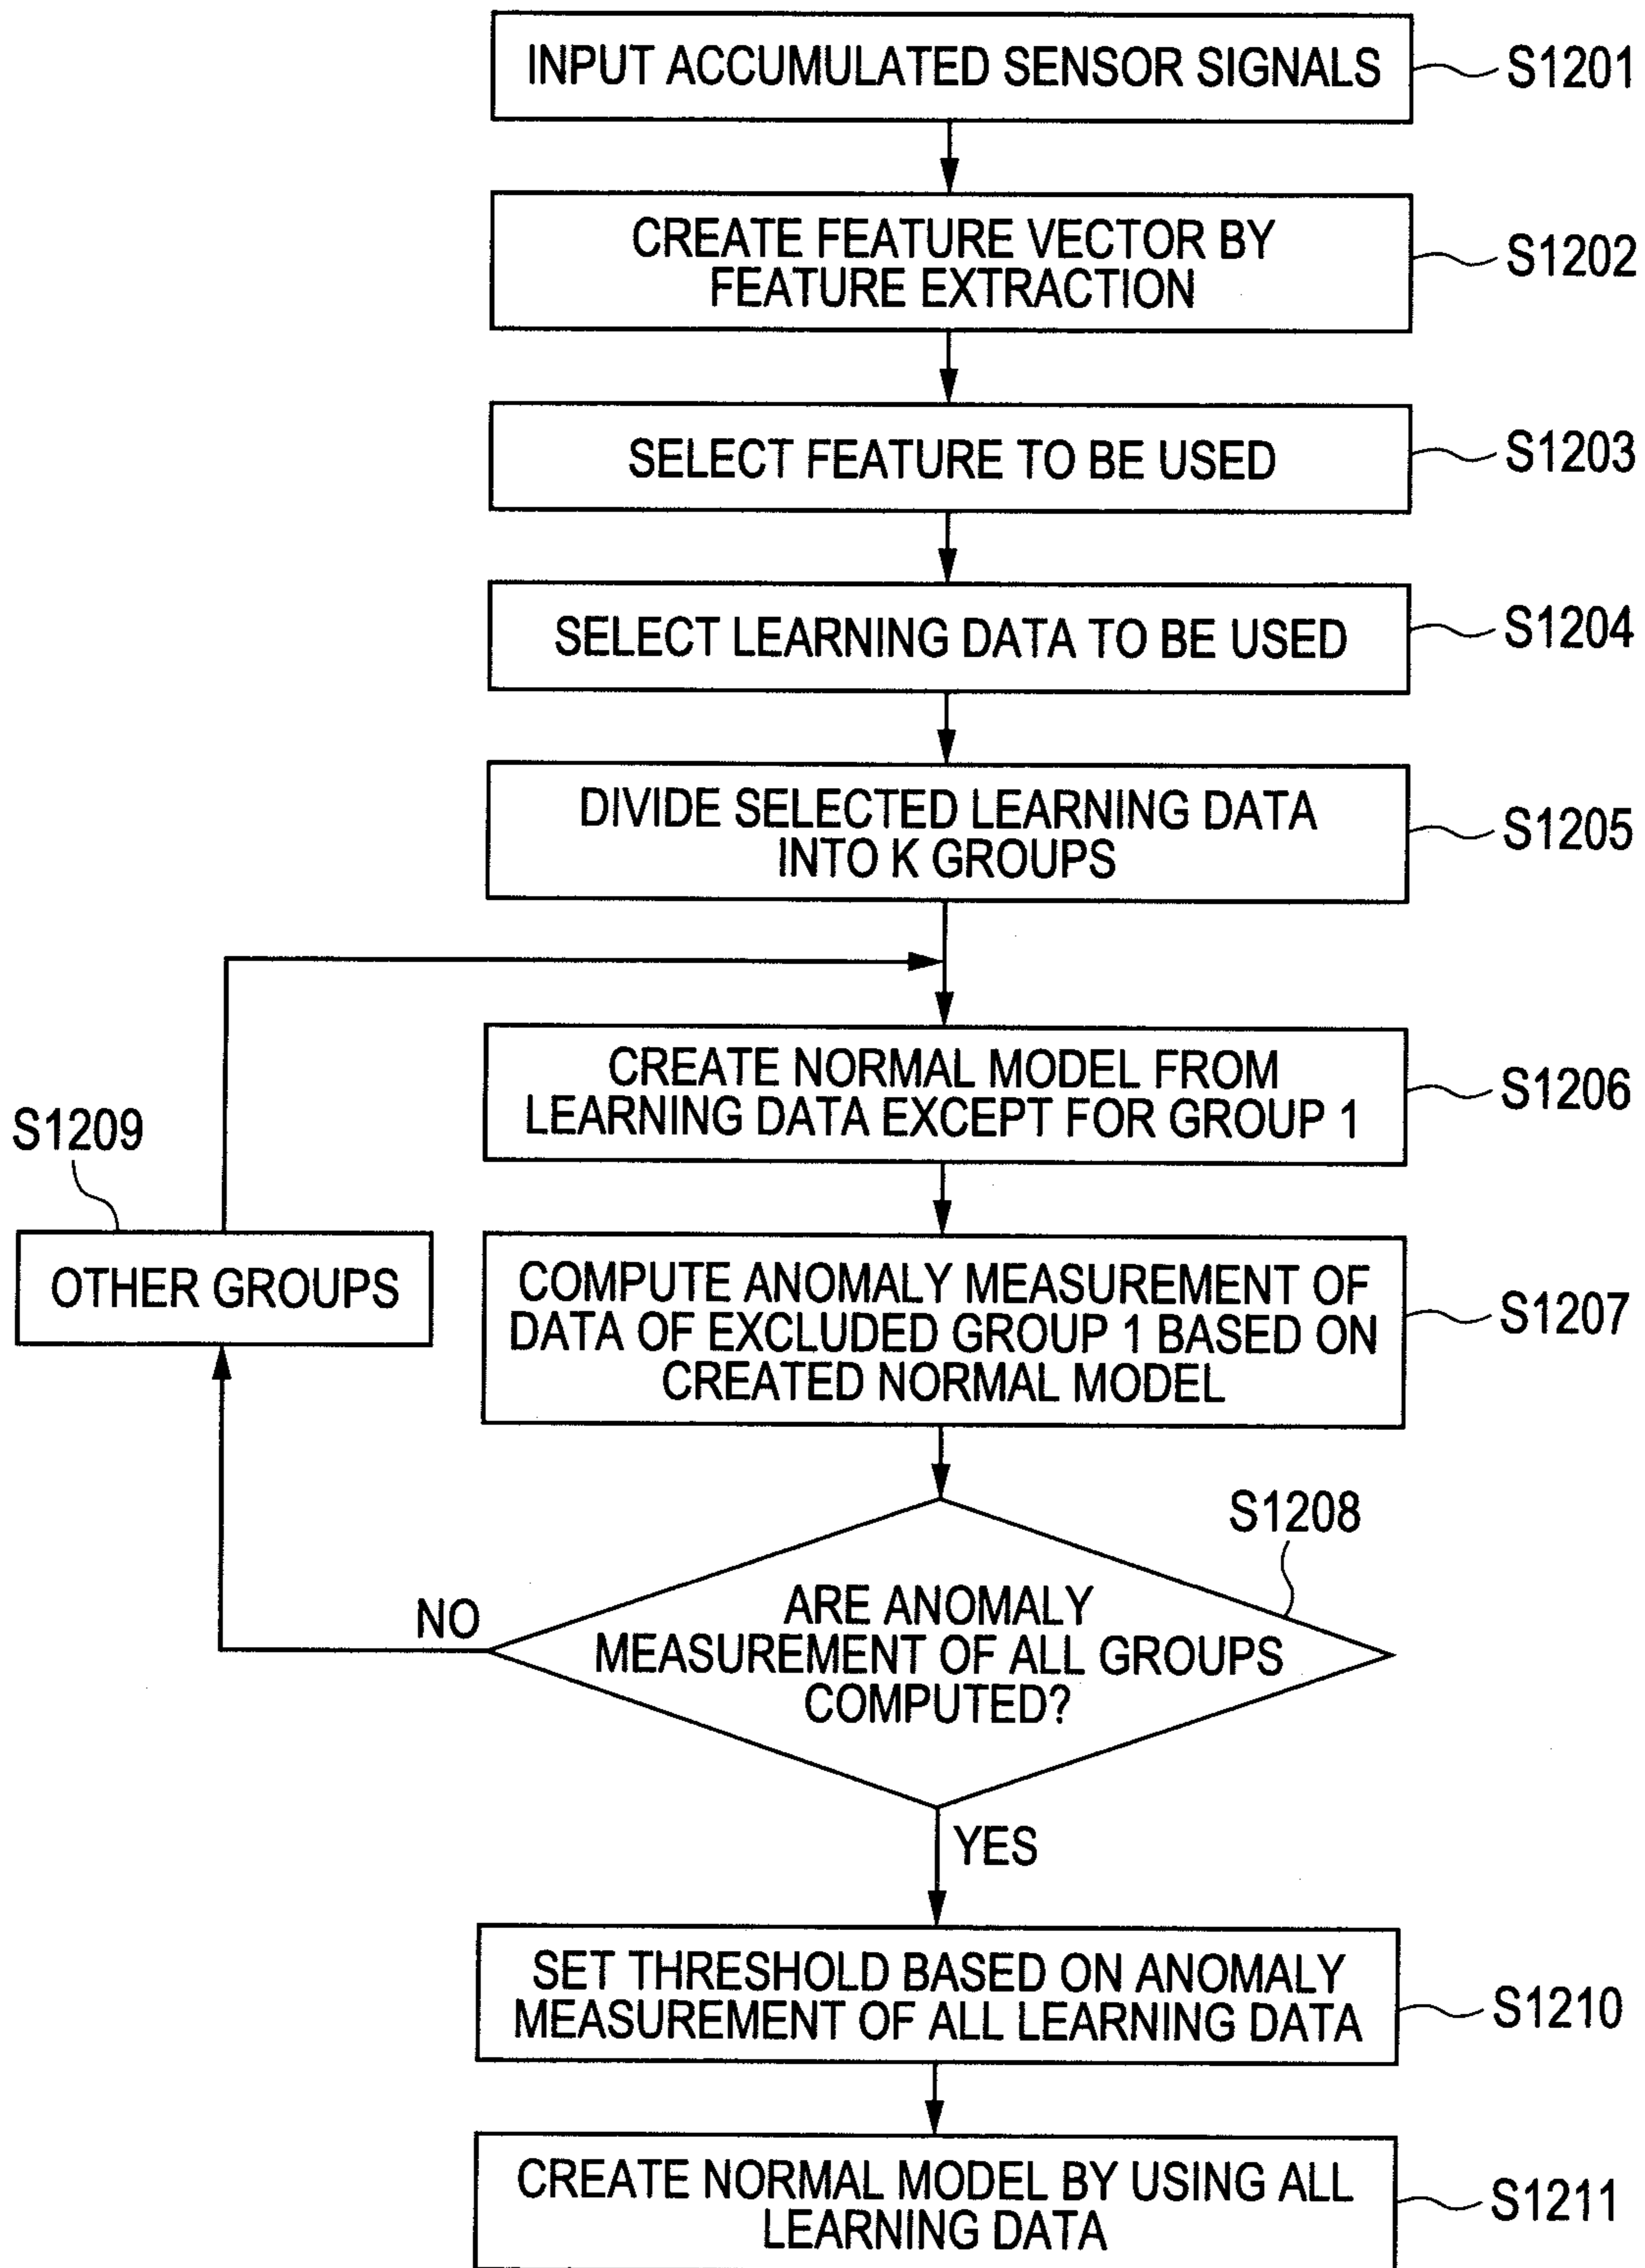 INPUT ACCUMULATED SENSOR SIGNALS
S1201
CREATE FEATURE VECTOR BY
FEATURE EXTRACTION
S1202
SELECT FEATURE TO BE USED
S1203
SELECT LEARNING DATA TO BE USED
S1204
DIVIDE SELECTED LEARNING DATA
INTO K GROUPS
S1205
CREATE NORMAL MODEL FROM
LEARNING DATA EXCEPT FOR GROUP 1
S1206
S1209
OTHER GROUPS
COMPUTE ANOMALY MEASUREMENT OF
DATA OF EXCLUDED GROUP 1 BASED ON
CREATED NORMAL MODEL
S1207
S1208
ARE ANOMALY
MEASUREMENT OF ALL GROUPS
COMPUTED?
NO
YES
SET THRESHOLD BASED ON ANOMALY
MEASUREMENT OF ALL LEARNING DATA
S1210
CREATE NORMAL MODEL BY USING ALL
LEARNING DATA
S1211